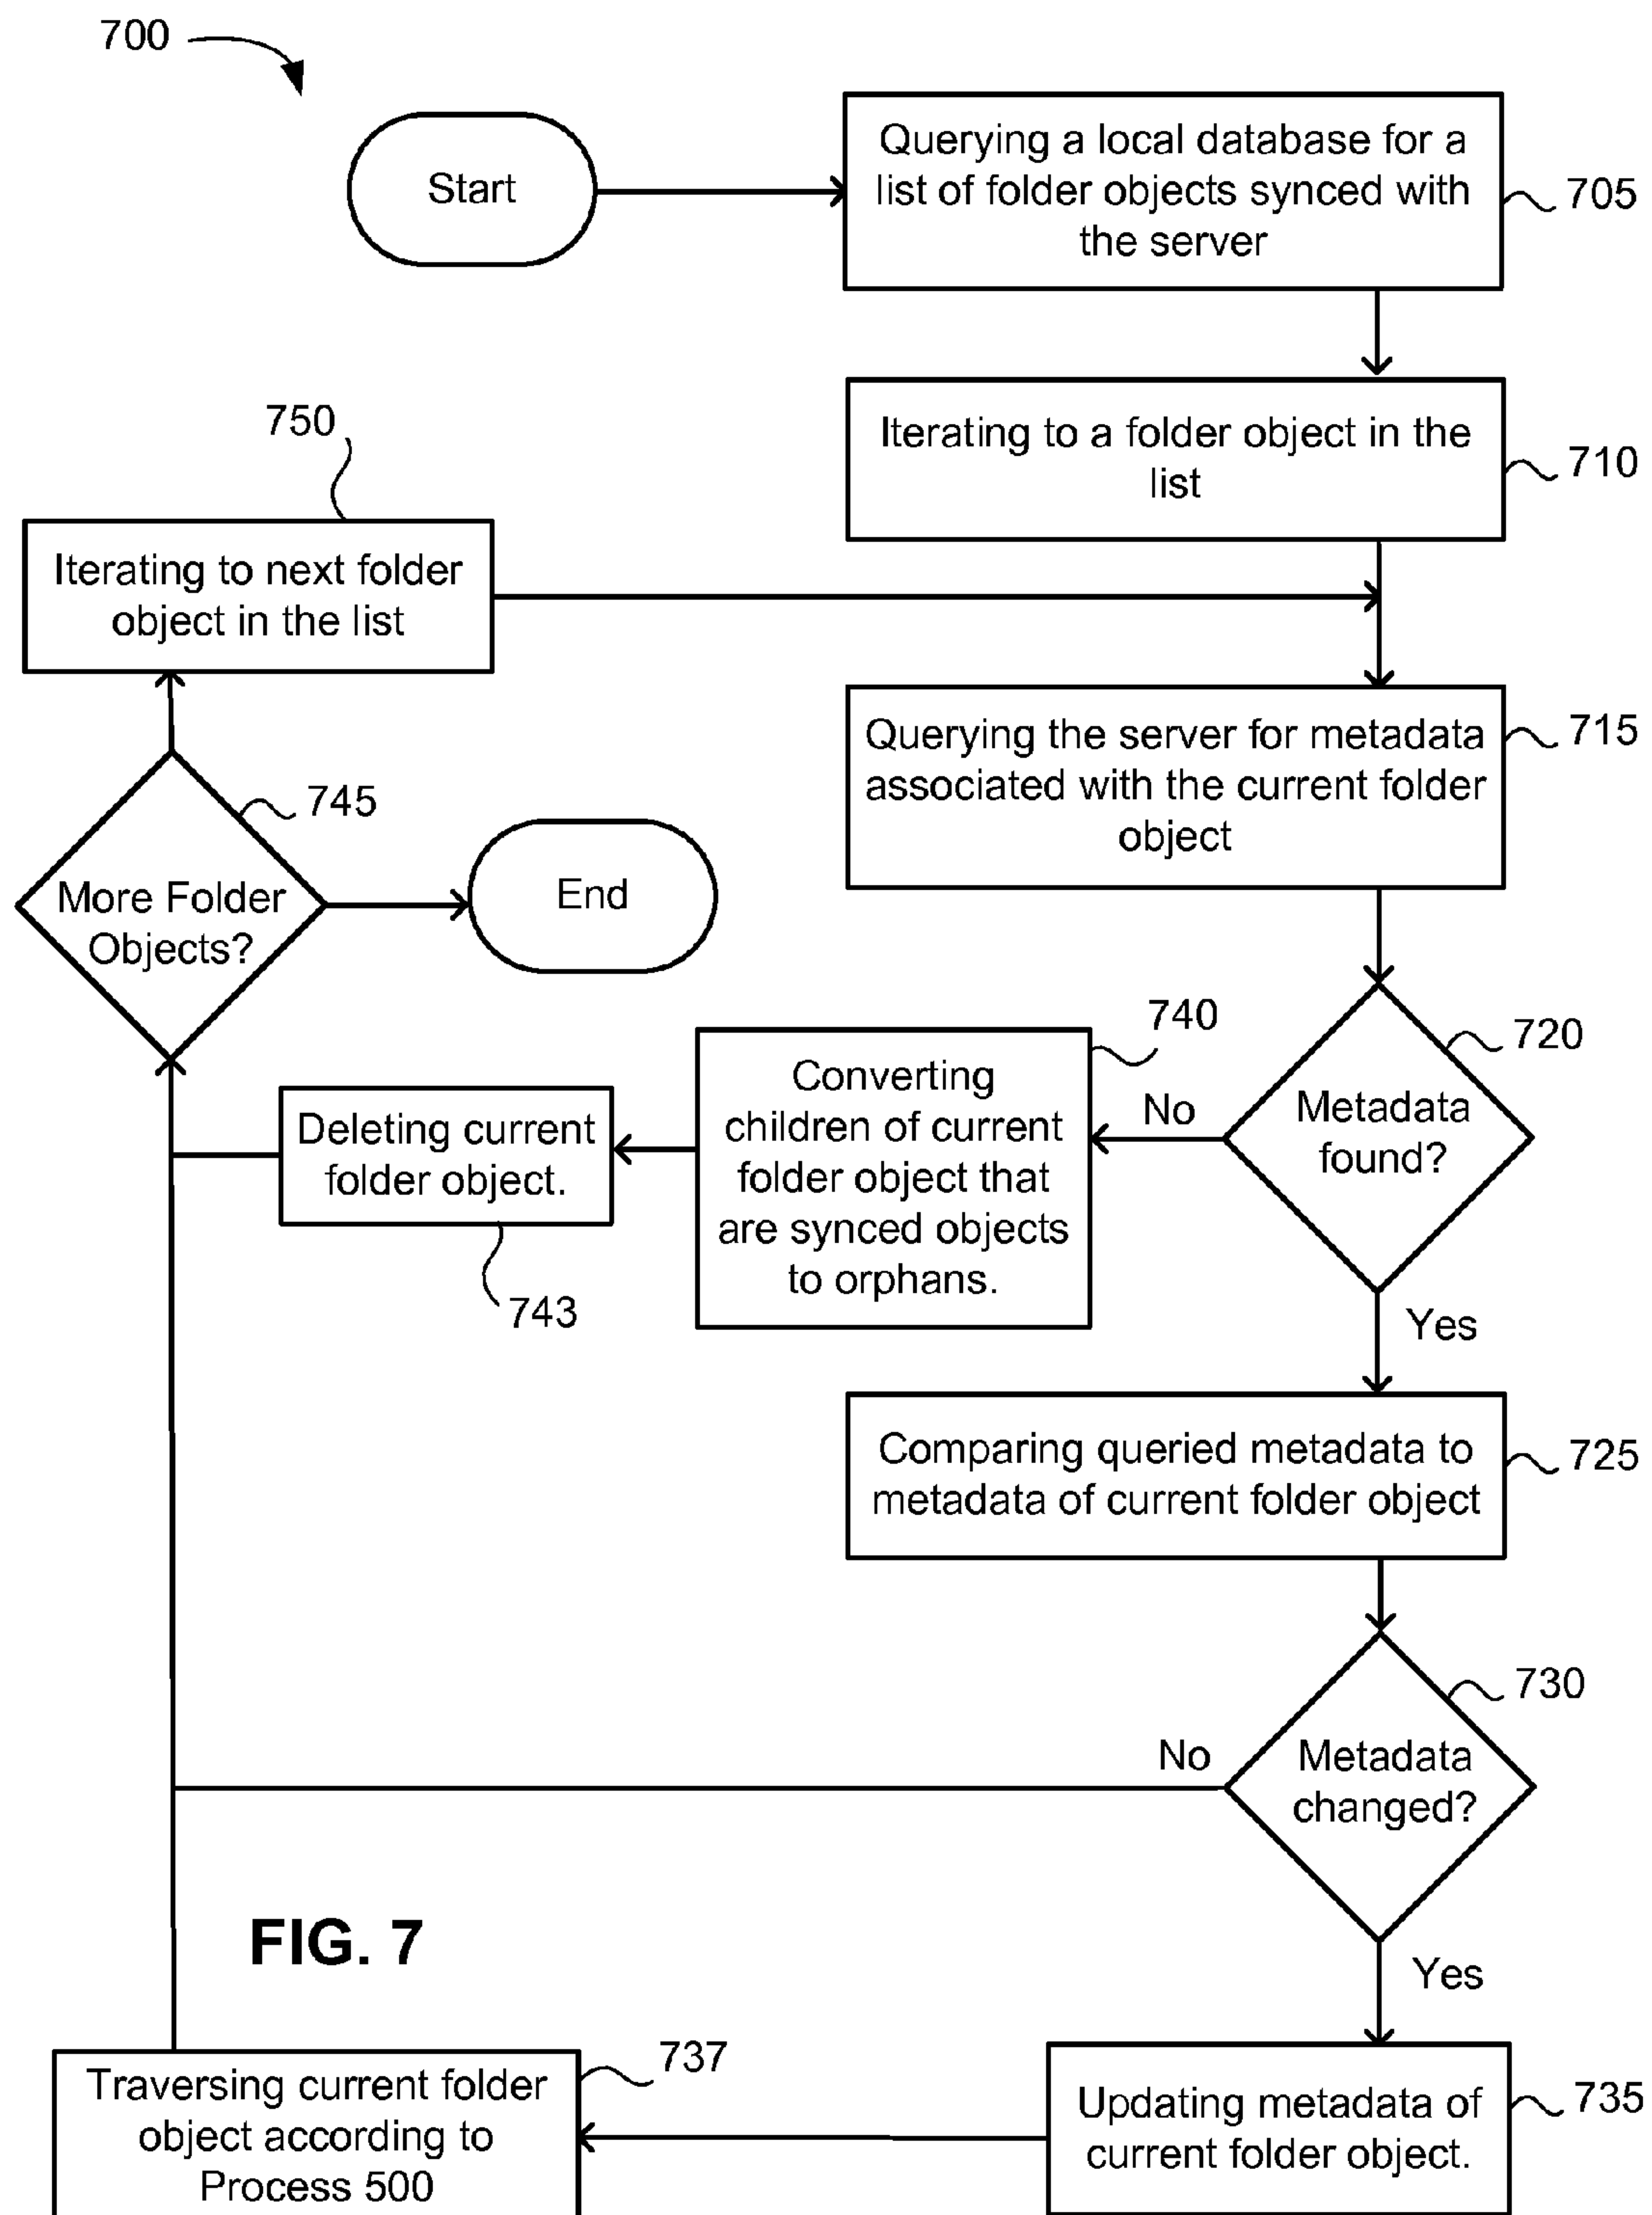 700
Start
Querying a local database for a
list of folder objects synced with
the server
705
Iterating to a folder object in the
list
710
750
Iterating to next folder
object in the list
Querying the server for metadata
associated with the current folder
object
715
745
More Folder
Objects?
End
720
Metadata
found?
No
Yes
740
Converting
children of current
folder object that
are synced objects
to orphans.
Deleting current
folder object.
743
Comparing queried metadata to
metadata of current folder object
725
730
Metadata
changed?
No
Yes
FIG. 7
737
Traversing current folder
object according to
Process 500
Updating metadata of
current folder object.
735